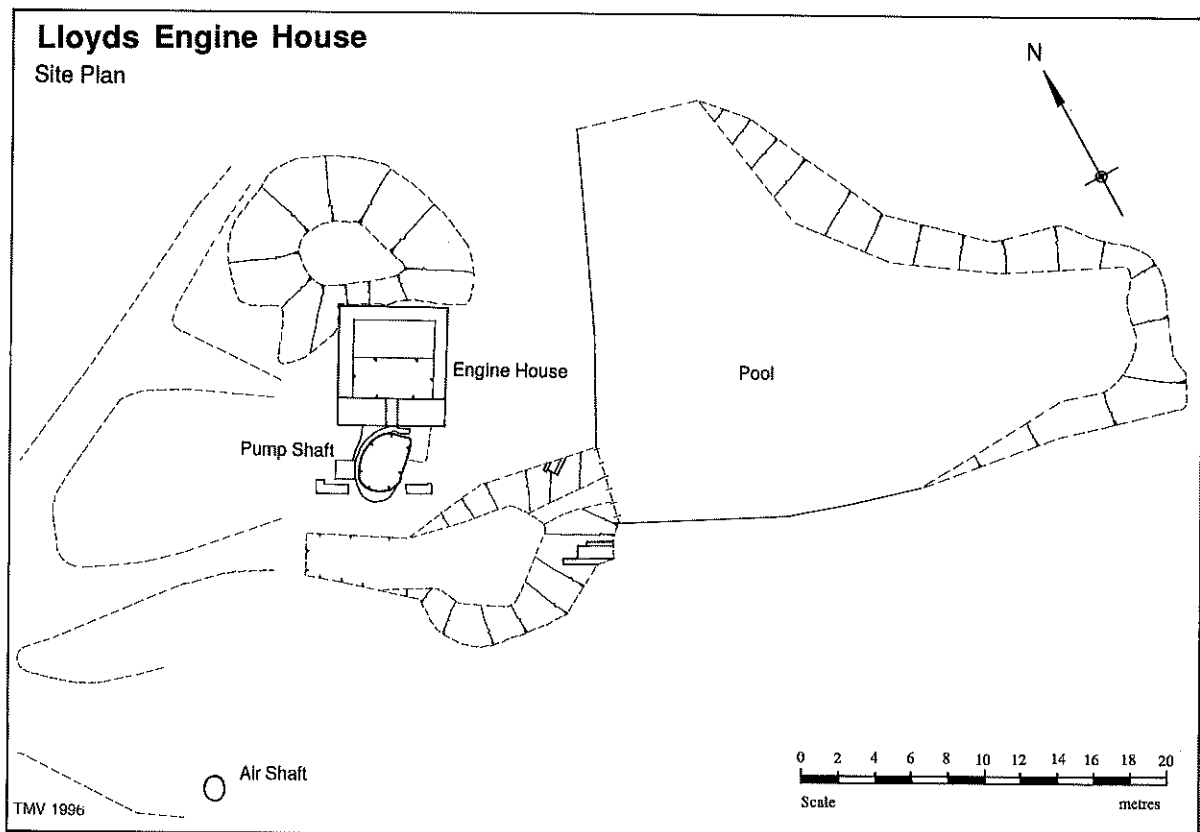 Lloyds Engine House
Site Plan
N
Engine House
Pool
Pump Shaft
Air Shaft
0 2 4 6 8 10 12 14 16 18 20
Scale metres
TMV 1996